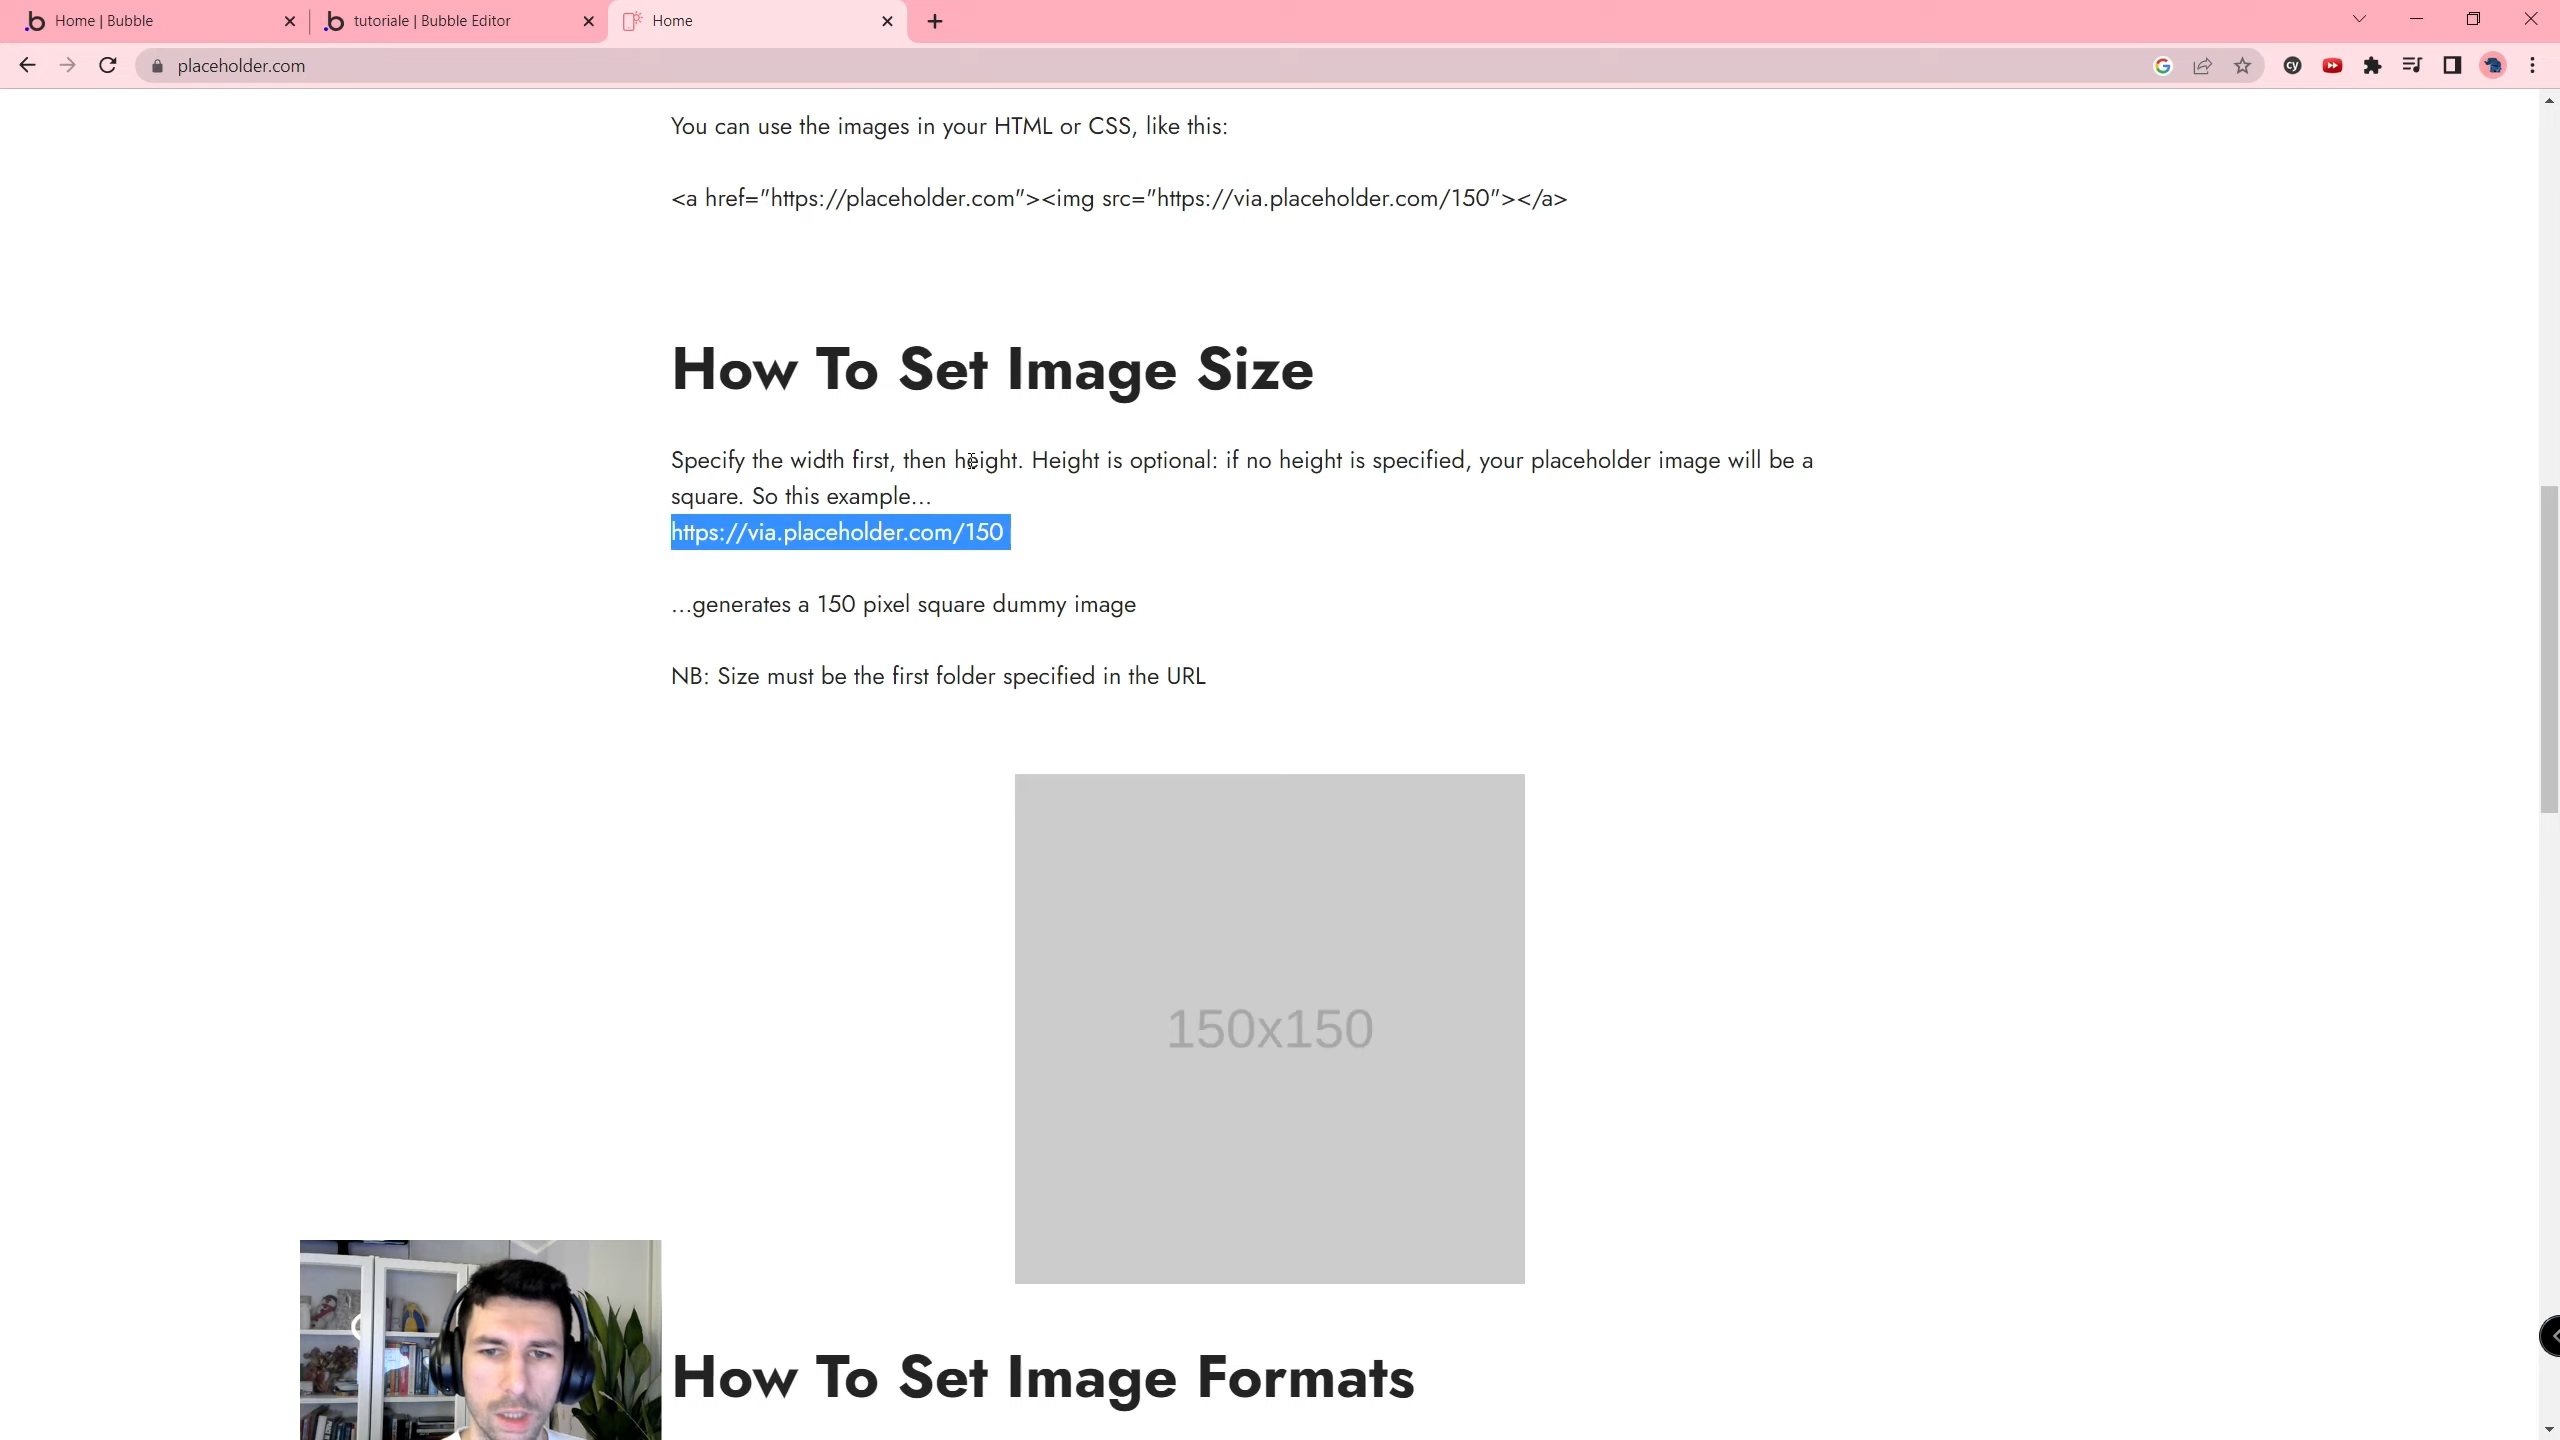 Home | Bubble
tutoriale | Bubble Editor
Home
placeholder.com
You can use the images in your HTML or CSS, like this:
<a href="https://placeholder.com"><img src="https://via.placeholder.com/150"></a>
How To Set Image Size
Specify the width first, then height. Height is optional: if no height is specified, your placeholder image will be a
square. So this example…
https://via.placeholder.com/150
…generates a 150 pixel square dummy image
NB: Size must be the first folder specified in the URL
150x150
How To Set Image Formats